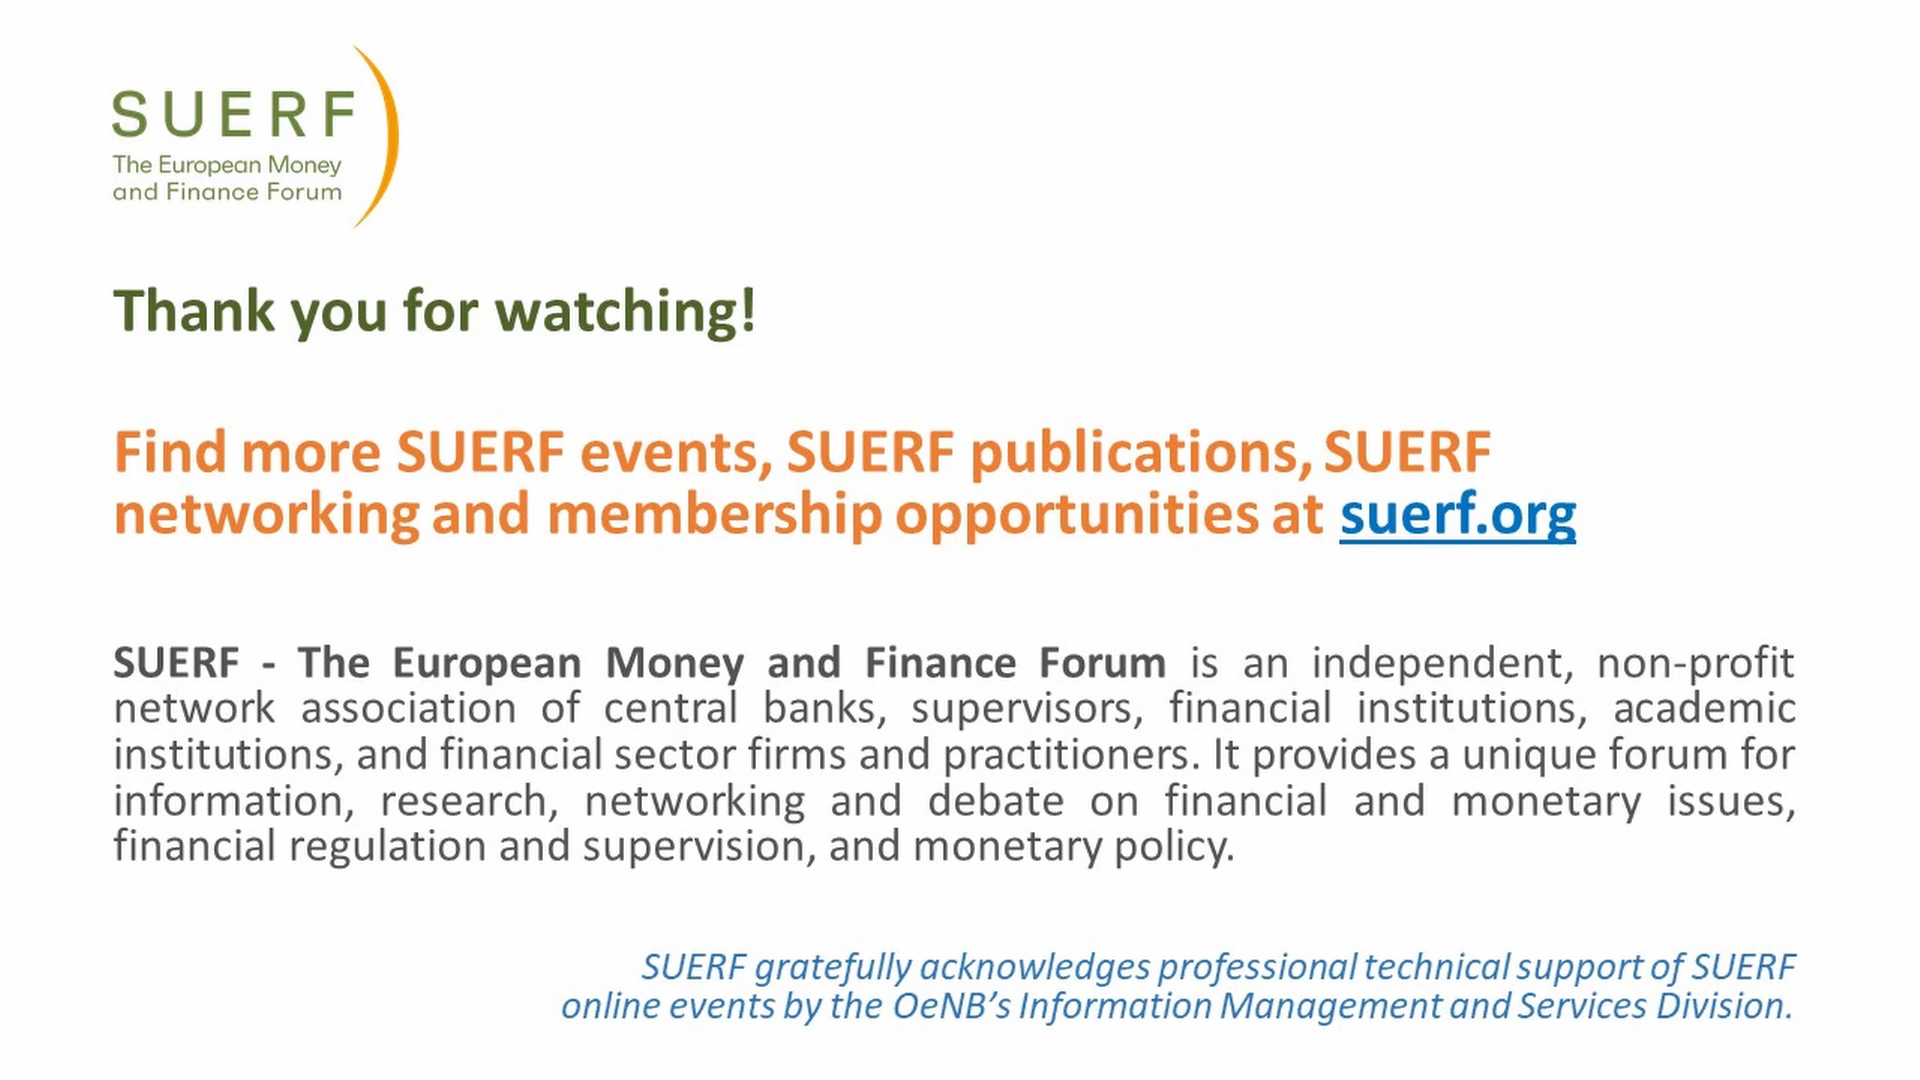 SUERF
The European Money
and Finance Forum
Thank you for watching!
Find more SUERF events, SUERF publications, SUERF
networking and membership opportunities at suerf.org
SUERF - The European Money and Finance Forum is an independent, non-profit
network association of central banks, supervisors, financial institutions, academic
institutions, and financial sector firms and practitioners. It provides a unique forum for
information, research, networking and debate on financial and monetary issues,
financial regulation and supervision, and monetary policy.
SUERF gratefully acknowledges professional technical support of SUERF
online events by the OeNB’s Information Management and Services Division.